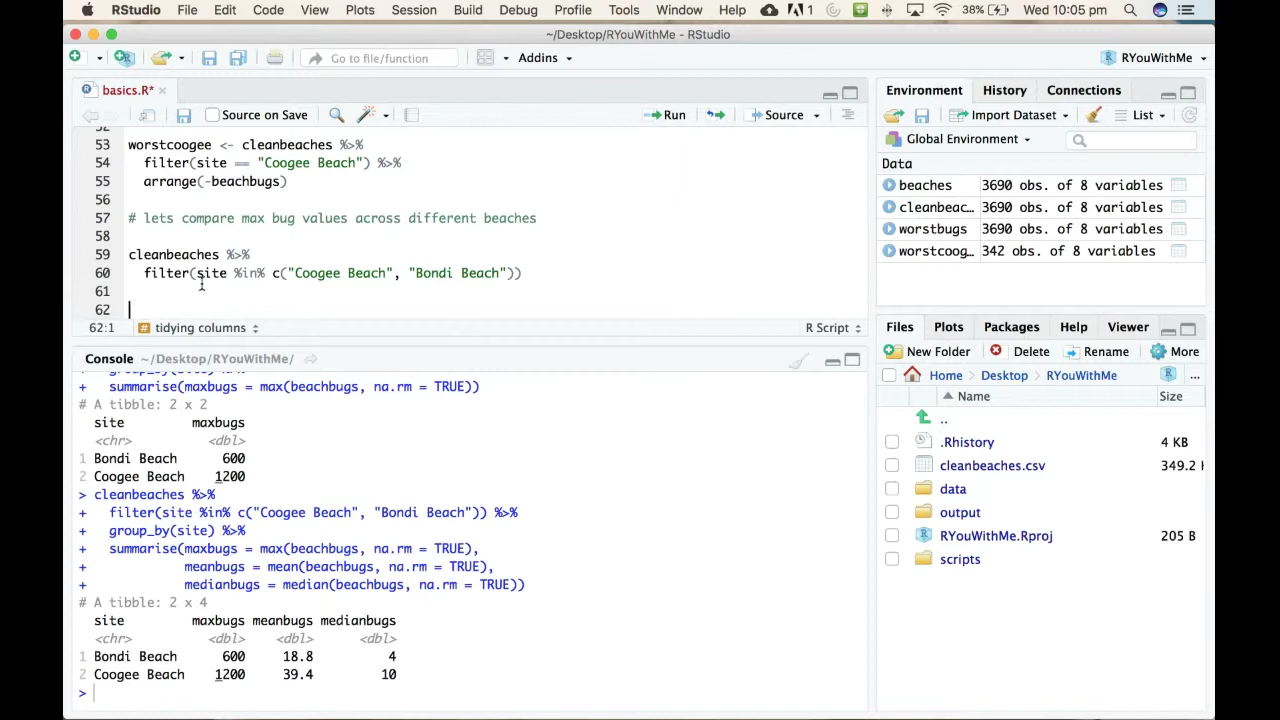 RStudio File Edit Code View Plots Session Build Debug Profile Tools Window Help 1 38% Wed 10:05 pm
~/Desktop/RYouWithMe - RStudio
Go to file/function Addins RYouWithMe
basics.R*
Source on Save Run Source
53 worstcoogee <- cleanbeaches %>%
54 filter(site == "Coogee Beach") %>%
55 arrange(-beachbugs)
56
57 # lets compare max bug values across different beaches
58
59 cleanbeaches %>%
60 filter(site %in% c("Coogee Beach", "Bondi Beach"))
61
62
62:1 # tidying columns R Script
Console ~/Desktop/RYouWithMe/
+ summarise(maxbugs = max(beachbugs, na.rm = TRUE))
# A tibble: 2 x 2
site maxbugs
<chr> <dbl>
1 Bondi Beach 600
2 Coogee Beach 1200
> cleanbeaches %>%
+ filter(site %in% c("Coogee Beach", "Bondi Beach")) %>%
+ group_by(site) %>%
+ summarise(maxbugs = max(beachbugs, na.rm = TRUE),
+ meanbugs = mean(beachbugs, na.rm = TRUE),
+ medianbugs = median(beachbugs, na.rm = TRUE))
# A tibble: 2 x 4
site maxbugs meanbugs medianbugs
<chr> <dbl> <dbl> <dbl>
1 Bondi Beach 600 18.8 4
2 Coogee Beach 1200 39.4 10
>
Environment History Connections
Import Dataset List
Global Environment
Data
beaches 3690 obs. of 8 variables
cleanbeac… 3690 obs. of 8 variables
worstbugs 3690 obs. of 8 variables
worstcoog… 342 obs. of 8 variables
Files Plots Packages Help Viewer
New Folder Delete Rename More
Home Desktop RYouWithMe ...
Name Size
..
.Rhistory 4 KB
cleanbeaches.csv 349.2
data
output
RYouWithMe.Rproj 205 B
scripts